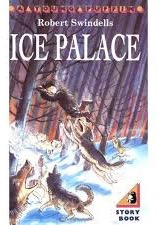 A YOUNG PUFFIN
Robert Swindells
ICE PALACE
STORY
BOOK